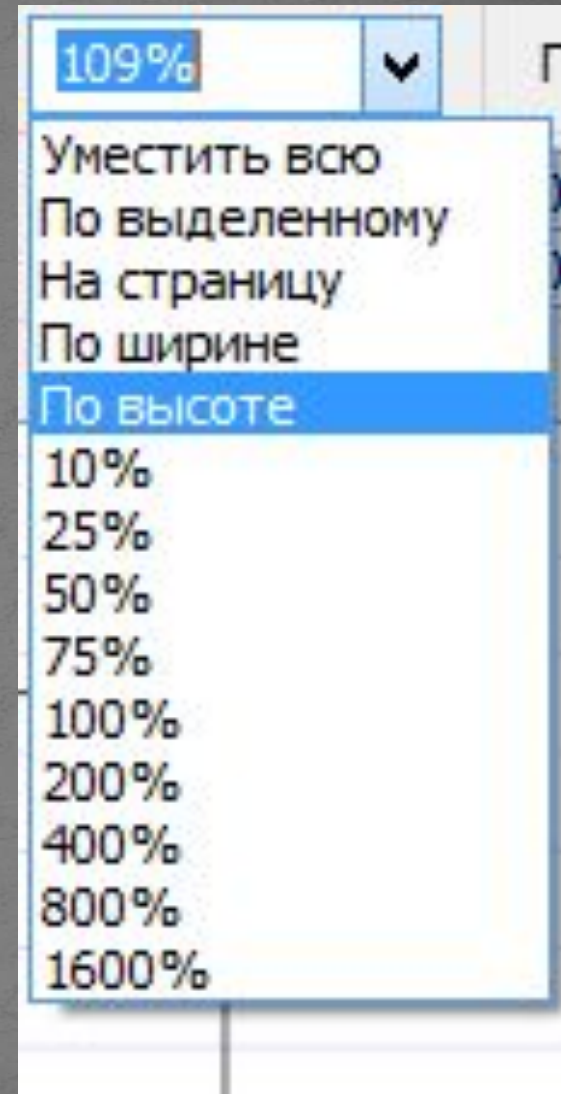 109%
Уместить всю
По выделенному
На страницу
По ширине
По высоте
10%
25%
50%
75%
100%
200%
400%
800%
1600%